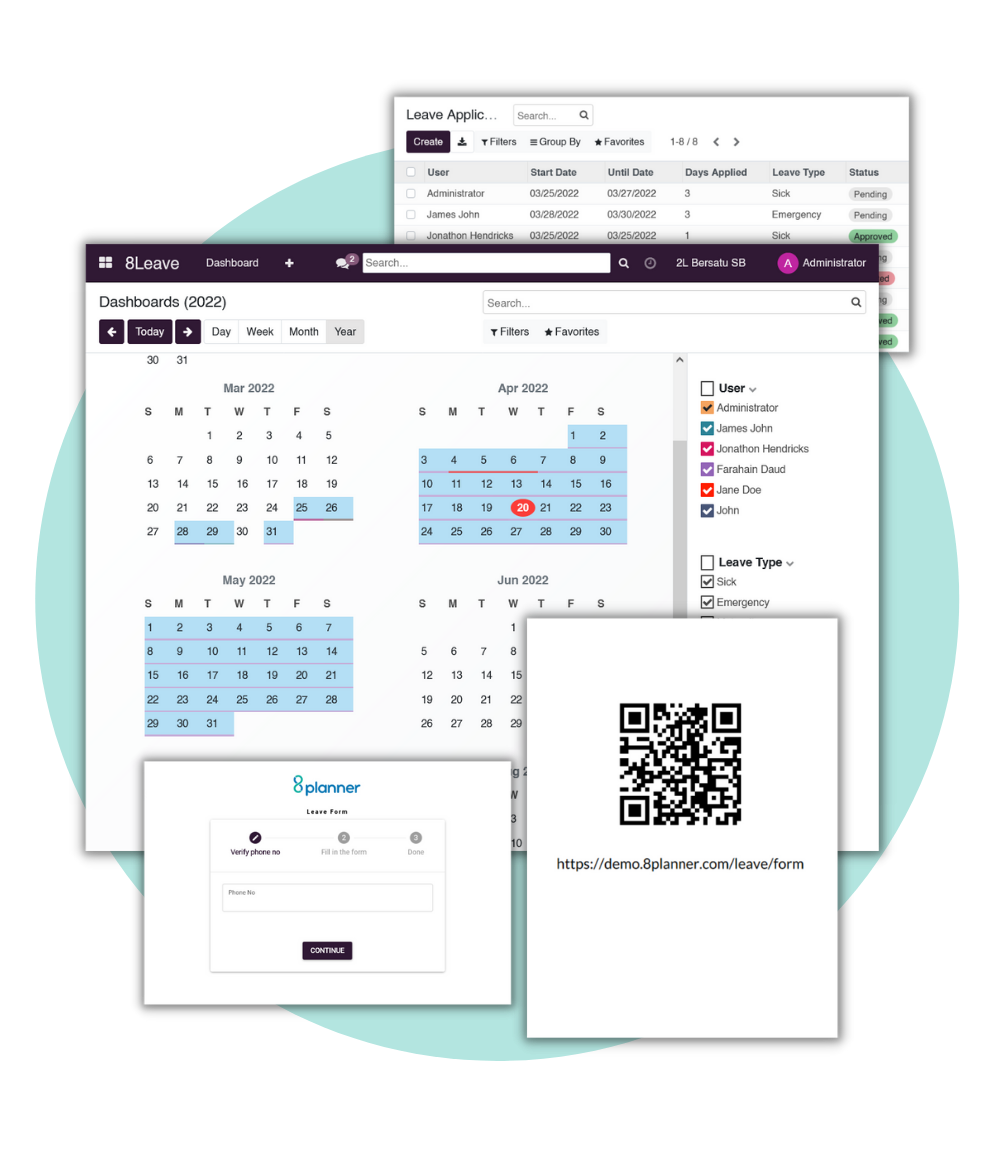 Leave Applic... Search...
Create Filters Group By Favorites 1-8 / 8
User Start Date Until Date Days Applied Leave Type Status
Administrator 03/25/2022 03/27/2022 3 Sick Pending
James John 03/28/2022 03/30/2022 3 Emergency Pending
Jonathon Hendricks 03/25/2022 03/25/2022 1 Sick Approved
8Leave Dashboard 2 Search... 2L Bersatu SB A Administrator
Dashboards (2022) Search...
Today Day Week Month Year Filters Favorites
30 31
Mar 2022
S M T W T F S
1 2 3 4 5
6 7 8 9 10 11 12
13 14 15 16 17 18 19
20 21 22 23 24 25 26
27 28 29 30 31
Apr 2022
S M T W T F S
1 2
3 4 5 6 7 8 9
10 11 12 13 14 15 16
17 18 19 20 21 22 23
24 25 26 27 28 29 30
User
Administrator
James John
Jonathon Hendricks
Farahain Daud
Jane Doe
John
Leave Type
Sick
Emergency
May 2022
S M T W T F S
1 2 3 4 5 6 7
8 9 10 11 12 13 14
15 16 17 18 19 20 21
22 23 24 25 26 27 28
29 30 31
Jun 2022
S M T W T F S
1
5 6 7 8
12 13 14 15
19 20 21 22
26 27 28 29
W
3
10
8planner
Leave Form
2 3
Verify phone no Fill in the form Done
Phone No
CONTINUE
https://demo.8planner.com/leave/form